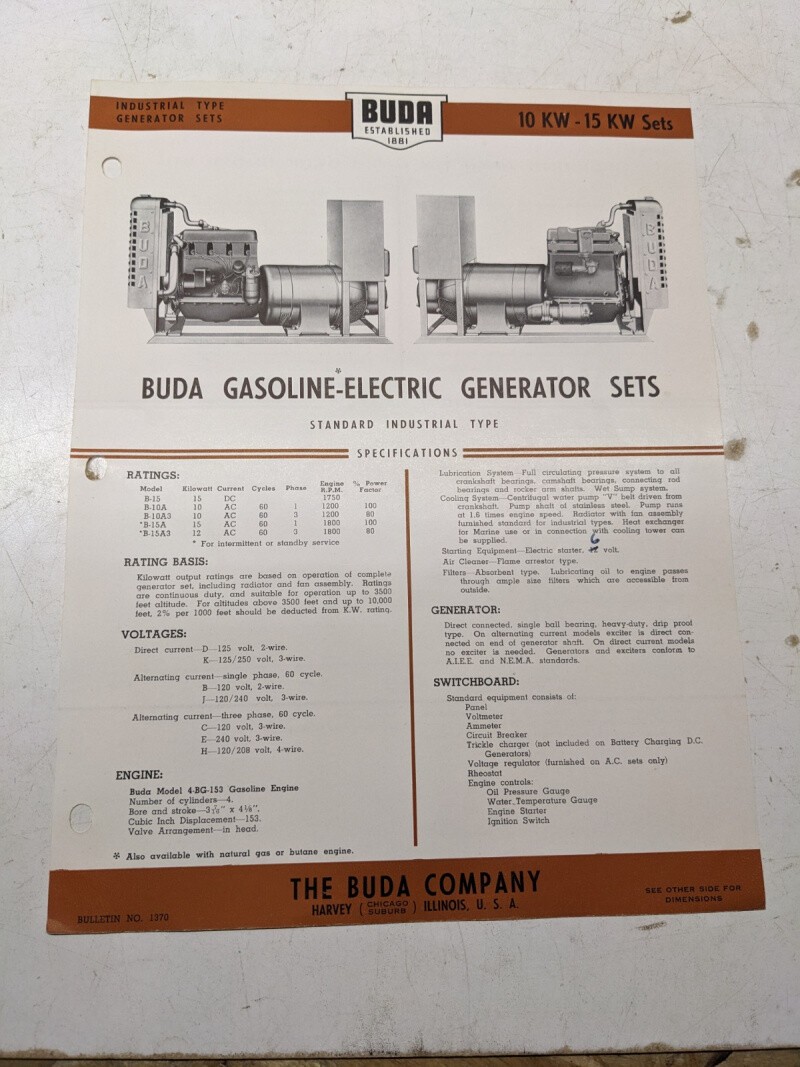 INDUSTRIAL TYPE
GENERATOR SETS
BUDA
ESTABLISHED
1881
10 KW - 15 KW Sets
BUDA
BUDA
BUDA GASOLINE*-ELECTRIC GENERATOR SETS
STANDARD INDUSTRIAL TYPE
SPECIFICATIONS
RATINGS:
Model Kilowatt Current Cycles Phase Engine R.P.M. % Power Factor
B-15 15 DC 1750
B-10A 10 AC 60 1 1200 100
B-10A3 10 AC 60 3 1200 80
*B-15A 15 AC 60 1 1800 100
*B-15A3 12 AC 60 3 1800 80
* For intermittent or standby service
RATING BASIS:
Kilowatt output ratings are based on operation of complete
generator set, including radiator and fan assembly. Ratings
are continuous duty, and suitable for operation up to 3500
feet altitude. For altitudes above 3500 feet and up to 10,000
feet, 2% per 1000 feet should be deducted from K.W. rating.
VOLTAGES:
Direct current—D—125 volt, 2-wire.
K—125/250 volt, 3-wire.
Alternating current—single phase, 60 cycle.
B—120 volt, 2-wire.
J—120/240 volt, 3-wire.
Alternating current—three phase, 60 cycle.
C—120 volt, 3-wire.
E—240 volt, 3-wire.
H—120/208 volt, 4-wire.
ENGINE:
Buda Model 4-BG-153 Gasoline Engine
Number of cylinders—4.
Bore and stroke—3 7/16" x 4 1/8".
Cubic Inch Displacement—153.
Valve Arrangement—in head.
* Also available with natural gas or butane engine.
Lubrication System—Full circulating pressure system to all
crankshaft bearings, camshaft bearings, connecting rod
bearings and rocker arm shafts. Wet Sump system.
Cooling System—Centrifugal water pump "V" belt driven from
crankshaft. Pump shaft of stainless steel. Pump runs
at 1.6 times engine speed. Radiator with fan assembly
furnished standard for industrial types. Heat exchanger
for Marine use or in connection with cooling tower can
be supplied.
Starting Equipment—Electric starter, 6 volt.
Air Cleaner—Flame arrestor type.
Filters—Absorbent type. Lubricating oil to engine passes
through ample size filters which are accessible from
outside.
GENERATOR:
Direct connected, single ball bearing, heavy-duty, drip proof
type. On alternating current models exciter is direct con-
nected on end of generator shaft. On direct current models
no exciter is needed. Generators and exciters conform to
A.I.E.E. and N.E.M.A. standards.
SWITCHBOARD:
Standard equipment consists of:
Panel
Voltmeter
Ammeter
Circuit Breaker
Trickle charger (not included on Battery Charging D.C.
Generators)
Voltage regulator (furnished on A.C. sets only)
Rheostat
Engine controls:
Oil Pressure Gauge
Water Temperature Gauge
Engine Starter
Ignition Switch
THE BUDA COMPANY
HARVEY (CHICAGO SUBURB) ILLINOIS, U. S. A.
BULLETIN NO. 1370
SEE OTHER SIDE FOR
DIMENSIONS